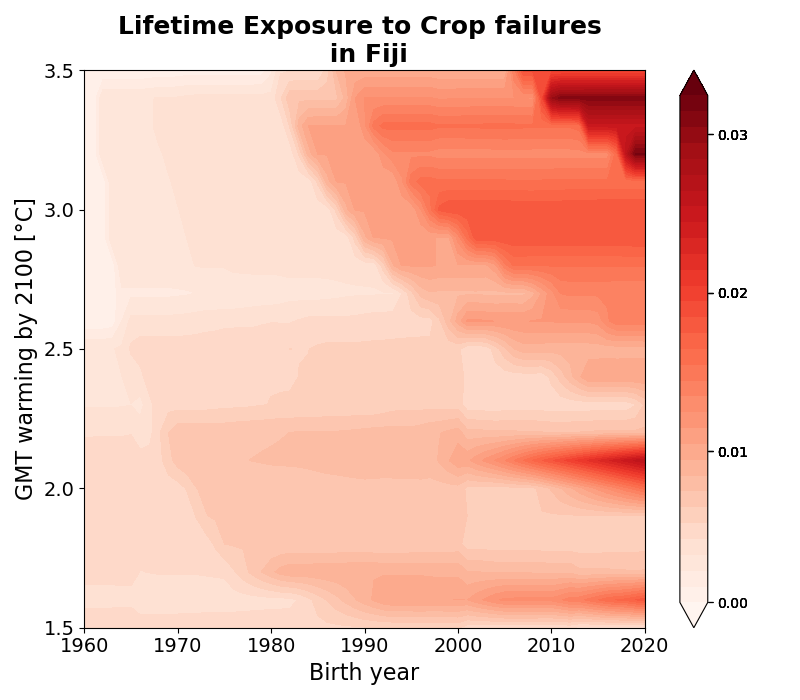 Lifetime Exposure to Crop failures
in Fiji
GMT warming by 2100 [°C]
3.5
3.0
2.5
2.0
1.5
1960 1970 1980 1990 2000 2010 2020
Birth year
0.03
0.02
0.01
0.00